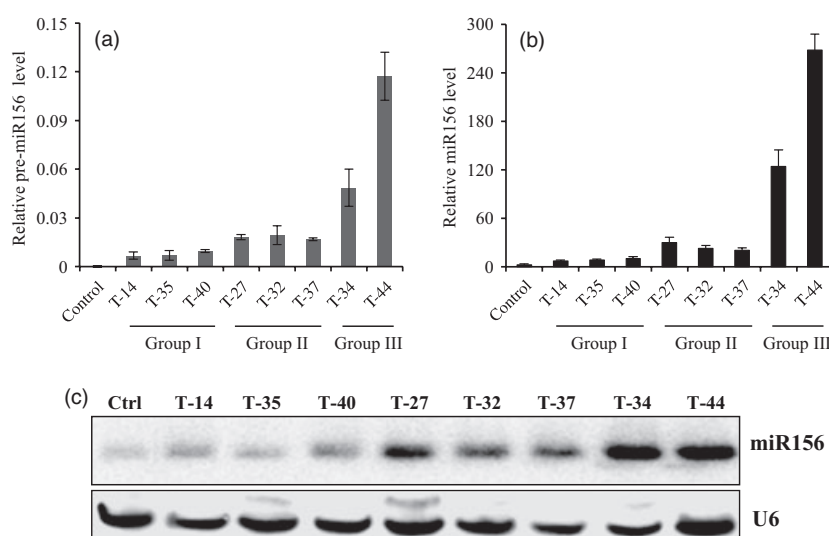 (a)
Relative pre-miR156 level
0.15
0.12
0.09
0.06
0.03
0
Control
T-14
T-35
T-40
T-27
T-32
T-37
T-34
T-44
Group I
Group II
Group III
(b)
Relative miR156 level
300
240
180
120
60
0
Control
T-14
T-35
T-40
T-27
T-32
T-37
T-34
T-44
Group I
Group II
Group III
(c)
Ctrl T-14 T-35 T-40 T-27 T-32 T-37 T-34 T-44
miR156
U6